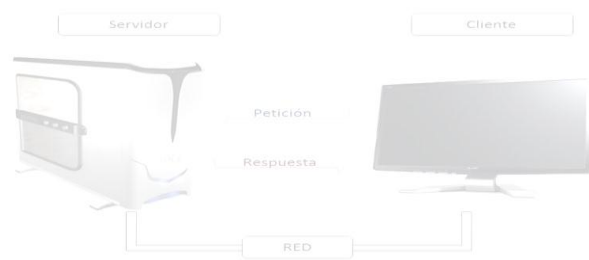 Servidor
Cliente
Petición
Respuesta
RED